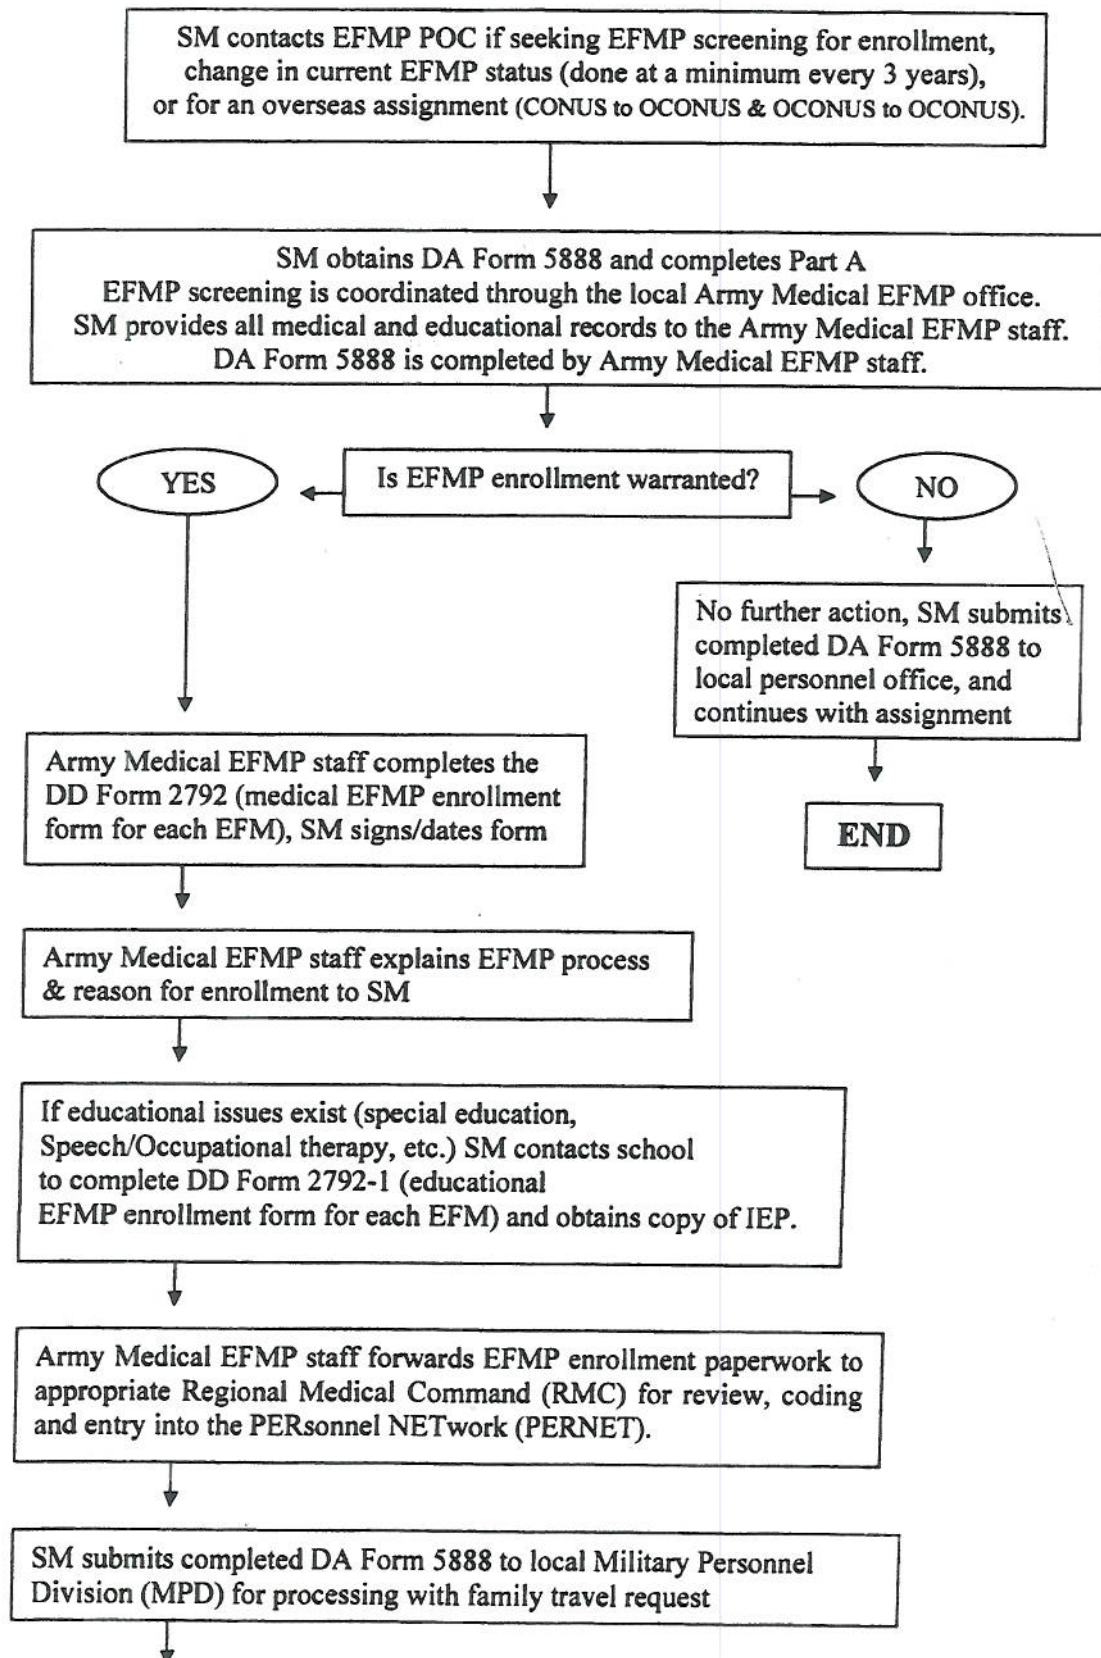 SM contacts EFMP POC if seeking EFMP screening for enrollment,
change in current EFMP status (done at a minimum every 3 years),
or for an overseas assignment (CONUS to OCONUS & OCONUS to OCONUS).
SM obtains DA Form 5888 and completes Part A
EFMP screening is coordinated through the local Army Medical EFMP office.
SM provides all medical and educational records to the Army Medical EFMP staff.
DA Form 5888 is completed by Army Medical EFMP staff.
YES
Is EFMP enrollment warranted?
NO
No further action, SM submits
completed DA Form 5888 to
local personnel office, and
continues with assignment
END
Army Medical EFMP staff completes the
DD Form 2792 (medical EFMP enrollment
form for each EFM), SM signs/dates form
Army Medical EFMP staff explains EFMP process
& reason for enrollment to SM
If educational issues exist (special education,
Speech/Occupational therapy, etc.) SM contacts school
to complete DD Form 2792-1 (educational
EFMP enrollment form for each EFM) and obtains copy of IEP.
Army Medical EFMP staff forwards EFMP enrollment paperwork to
appropriate Regional Medical Command (RMC) for review, coding
and entry into the PERsonnel NETwork (PERNET).
SM submits completed DA Form 5888 to local Military Personnel
Division (MPD) for processing with family travel request